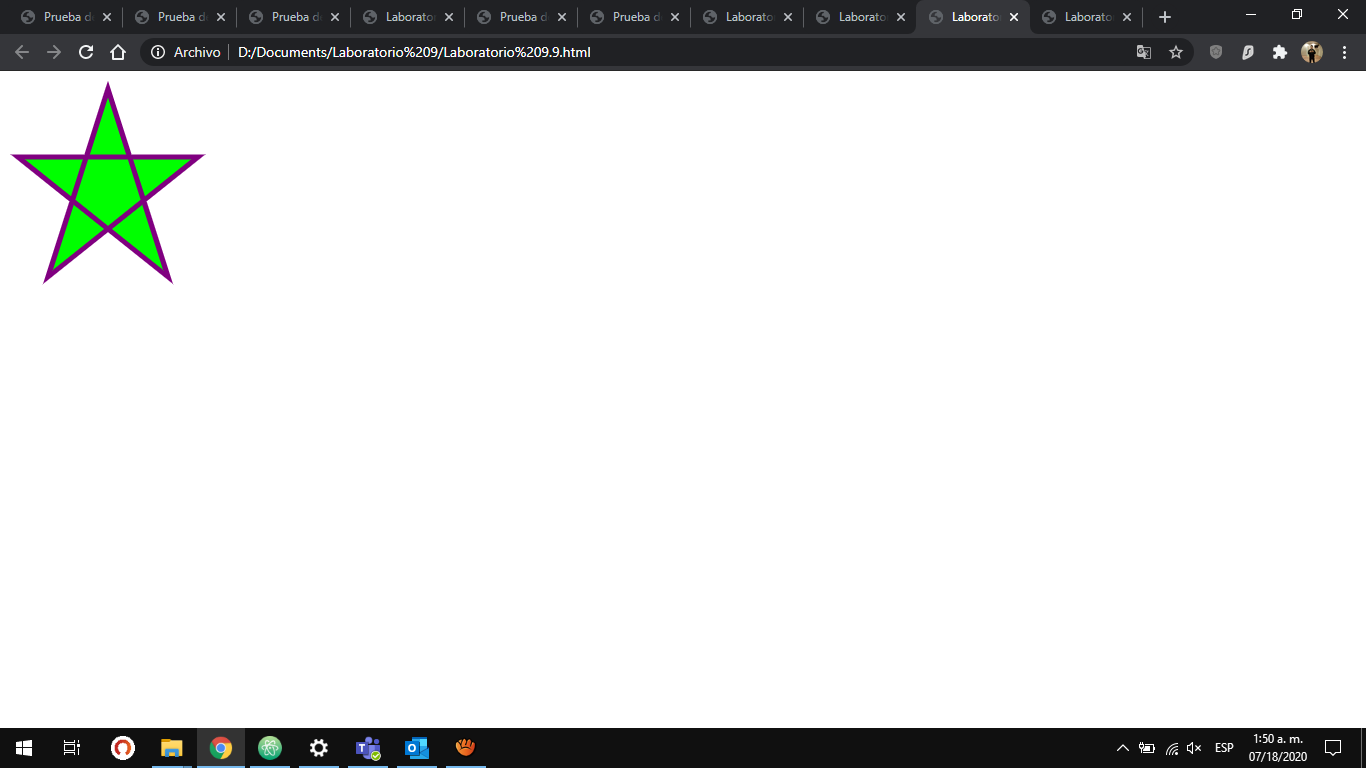 Prueba d Prueba d Prueba d Laborato Prueba d Prueba d Laborato Laborato Laborato Laborato
Archivo D:/Documents/Laboratorio%209/Laboratorio%209.9.html
ESP
1:50 a. m.
07/18/2020